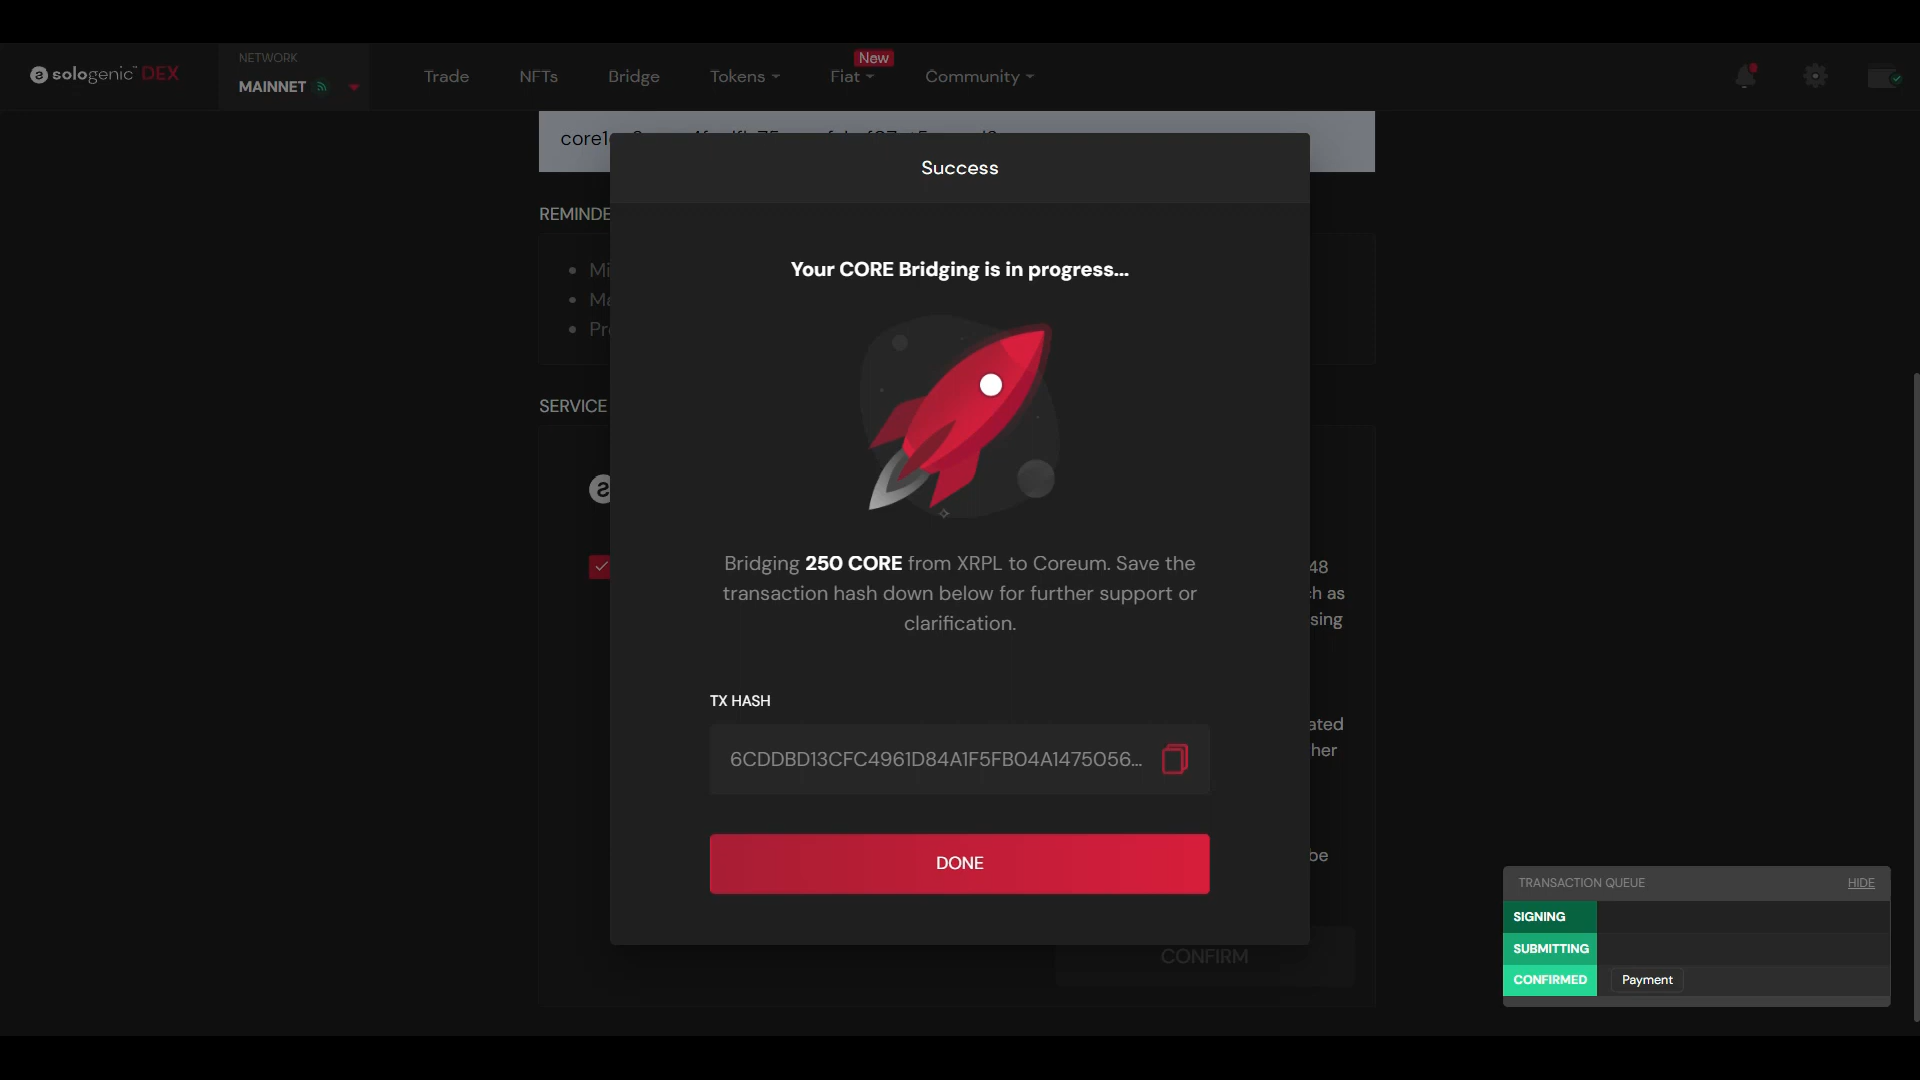 sologenic™ DEX
NETWORK
MAINNET
Trade
NFTs
Bridge
Tokens
New
Fiat
Community
Success
REMINDE
SERVICE
Your CORE Bridging is in progress...
Bridging 250 CORE from XRPL to Coreum. Save the
transaction hash down below for further support or
clarification.
48
sing
ated
her
be
TX HASH
6CDDBD13CFC4961D84A1F5FB04A1475056...
DONE
CONFIRM
TRANSACTION QUEUE
HIDE
SIGNING
SUBMITTING
CONFIRMED
Payment